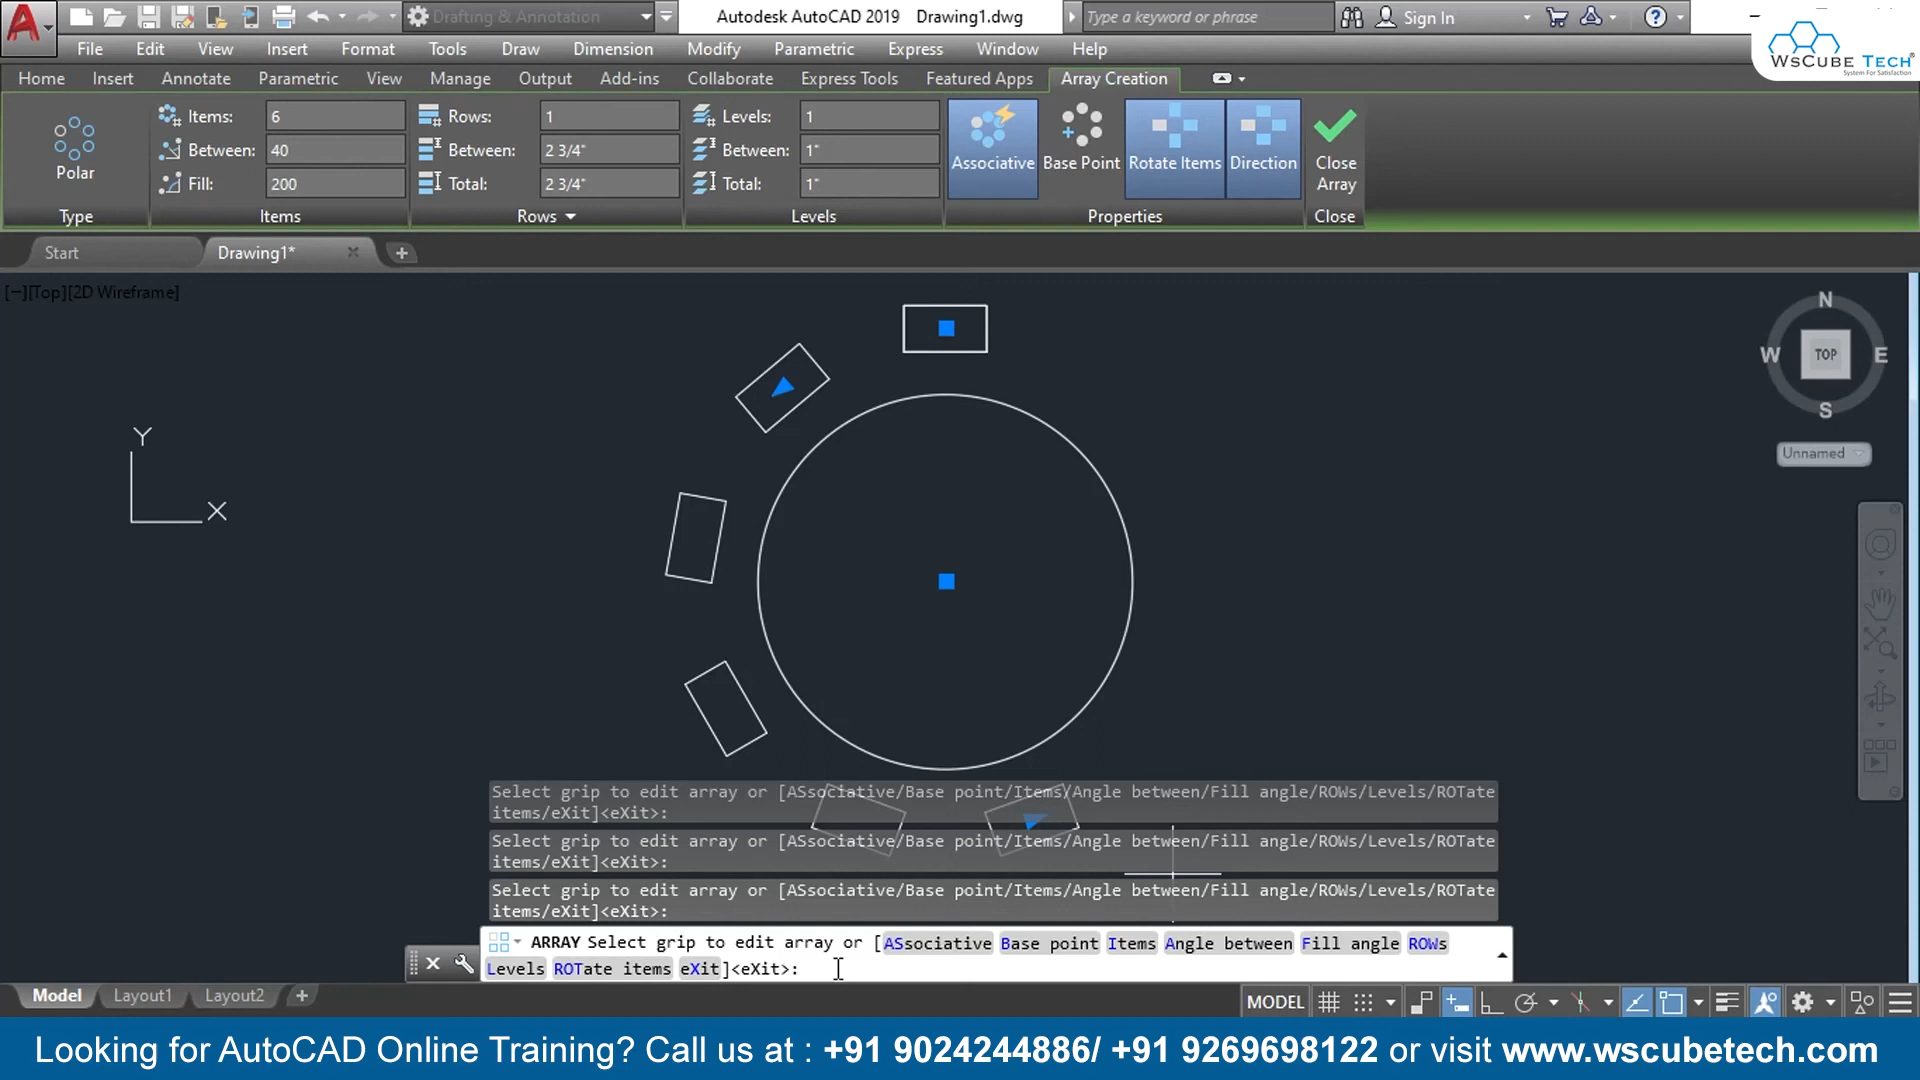 Drafting & Annotation
Autodesk AutoCAD 2019 Drawing1.dwg
Type a keyword or phrase
Sign In
WsCube Tech
System For Satisfaction
File Edit View Insert Format Tools Draw Dimension Modify Parametric Express Window Help
Home Insert Annotate Parametric View Manage Output Add-ins Collaborate Express Tools Featured Apps Array Creation
Items: 6 Rows: 1 Levels: 1
Between: 40 Between: 2 3/4" Between: 1"
Fill: 200 Total: 2 3/4" Total: 1"
Polar
Associative Base Point Rotate Items Direction Close Array
Type Items Rows Levels Properties Close
Start Drawing1*
[−][Top][2D Wireframe]
N
W TOP E
S
Unnamed
Y
X
Select grip to edit array or [ASsociative/Base point/Items/Angle between/Fill angle/ROWs/Levels/ROTate
items/eXit]<eXit>:
Select grip to edit array or [ASsociative/Base point/Items/Angle between/Fill angle/ROWs/Levels/ROTate
items/eXit]<eXit>:
Select grip to edit array or [ASsociative/Base point/Items/Angle between/Fill angle/ROWs/Levels/ROTate
items/eXit]<eXit>:
ARRAY Select grip to edit array or [ASsociative Base point Items Angle between Fill angle ROWs
Levels ROTate items eXit]<eXit>:
Model Layout1 Layout2
MODEL
Looking for AutoCAD Online Training? Call us at : +91 9024244886/ +91 9269698122 or visit www.wscubetech.com